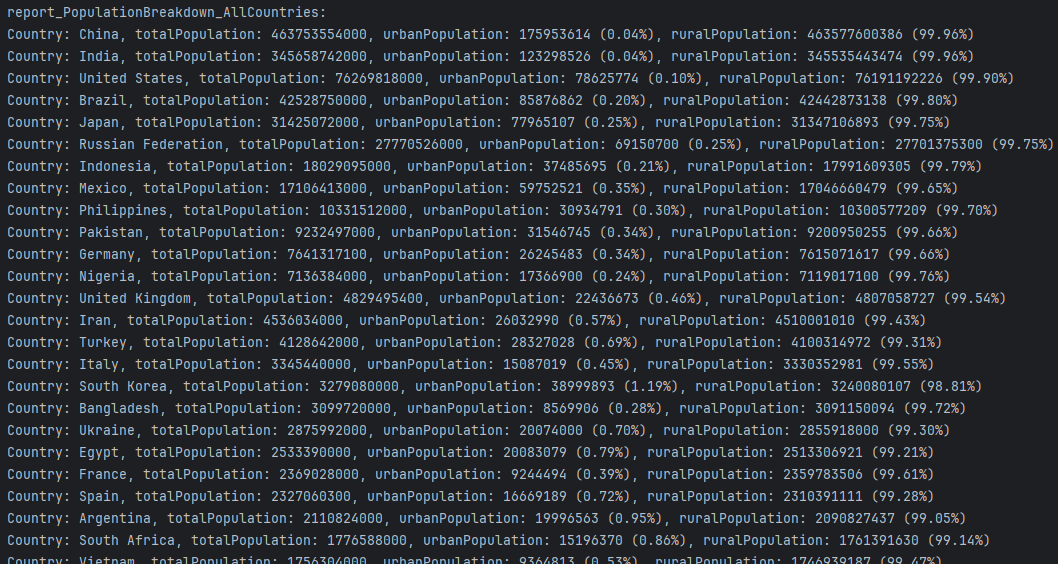 report_PopulationBreakdown_AllCountries:
Country: China, totalPopulation: 463753554000, urbanPopulation: 175953614 (0.04%), ruralPopulation: 463577600386 (99.96%)
Country: India, totalPopulation: 345658742000, urbanPopulation: 123298526 (0.04%), ruralPopulation: 345535443474 (99.96%)
Country: United States, totalPopulation: 76269818000, urbanPopulation: 78625774 (0.10%), ruralPopulation: 76191192226 (99.90%)
Country: Brazil, totalPopulation: 42528750000, urbanPopulation: 85876862 (0.20%), ruralPopulation: 42442873138 (99.80%)
Country: Japan, totalPopulation: 31425072000, urbanPopulation: 77965107 (0.25%), ruralPopulation: 31347106893 (99.75%)
Country: Russian Federation, totalPopulation: 27770526000, urbanPopulation: 69150700 (0.25%), ruralPopulation: 27701375300 (99.75%)
Country: Indonesia, totalPopulation: 18029095000, urbanPopulation: 37485695 (0.21%), ruralPopulation: 17991609305 (99.79%)
Country: Mexico, totalPopulation: 17106413000, urbanPopulation: 59752521 (0.35%), ruralPopulation: 17046660479 (99.65%)
Country: Philippines, totalPopulation: 10331512000, urbanPopulation: 30934791 (0.30%), ruralPopulation: 10300577209 (99.70%)
Country: Pakistan, totalPopulation: 9232497000, urbanPopulation: 31546745 (0.34%), ruralPopulation: 9200950255 (99.66%)
Country: Germany, totalPopulation: 7641317100, urbanPopulation: 26245483 (0.34%), ruralPopulation: 7615071617 (99.66%)
Country: Nigeria, totalPopulation: 7136384000, urbanPopulation: 17366900 (0.24%), ruralPopulation: 7119017100 (99.76%)
Country: United Kingdom, totalPopulation: 4829495400, urbanPopulation: 22436673 (0.46%), ruralPopulation: 4807058727 (99.54%)
Country: Iran, totalPopulation: 4536034000, urbanPopulation: 26032990 (0.57%), ruralPopulation: 4510001010 (99.43%)
Country: Turkey, totalPopulation: 4128642000, urbanPopulation: 28327028 (0.69%), ruralPopulation: 4100314972 (99.31%)
Country: Italy, totalPopulation: 3345440000, urbanPopulation: 15087019 (0.45%), ruralPopulation: 3330352981 (99.55%)
Country: South Korea, totalPopulation: 3279080000, urbanPopulation: 38999893 (1.19%), ruralPopulation: 3240080107 (98.81%)
Country: Bangladesh, totalPopulation: 3099720000, urbanPopulation: 8569906 (0.28%), ruralPopulation: 3091150094 (99.72%)
Country: Ukraine, totalPopulation: 2875992000, urbanPopulation: 20074000 (0.70%), ruralPopulation: 2855918000 (99.30%)
Country: Egypt, totalPopulation: 2533390000, urbanPopulation: 20083079 (0.79%), ruralPopulation: 2513306921 (99.21%)
Country: France, totalPopulation: 2369028000, urbanPopulation: 9244494 (0.39%), ruralPopulation: 2359783506 (99.61%)
Country: Spain, totalPopulation: 2327060300, urbanPopulation: 16669189 (0.72%), ruralPopulation: 2310391111 (99.28%)
Country: Argentina, totalPopulation: 2110824000, urbanPopulation: 19996563 (0.95%), ruralPopulation: 2090827437 (99.05%)
Country: South Africa, totalPopulation: 1776588000, urbanPopulation: 15196370 (0.86%), ruralPopulation: 1761391630 (99.14%)
Country: Vietnam, totalPopulation: 1756304000, urbanPopulation: 9364813 (0.53%), ruralPopulation: 1746939187 (99.47%)